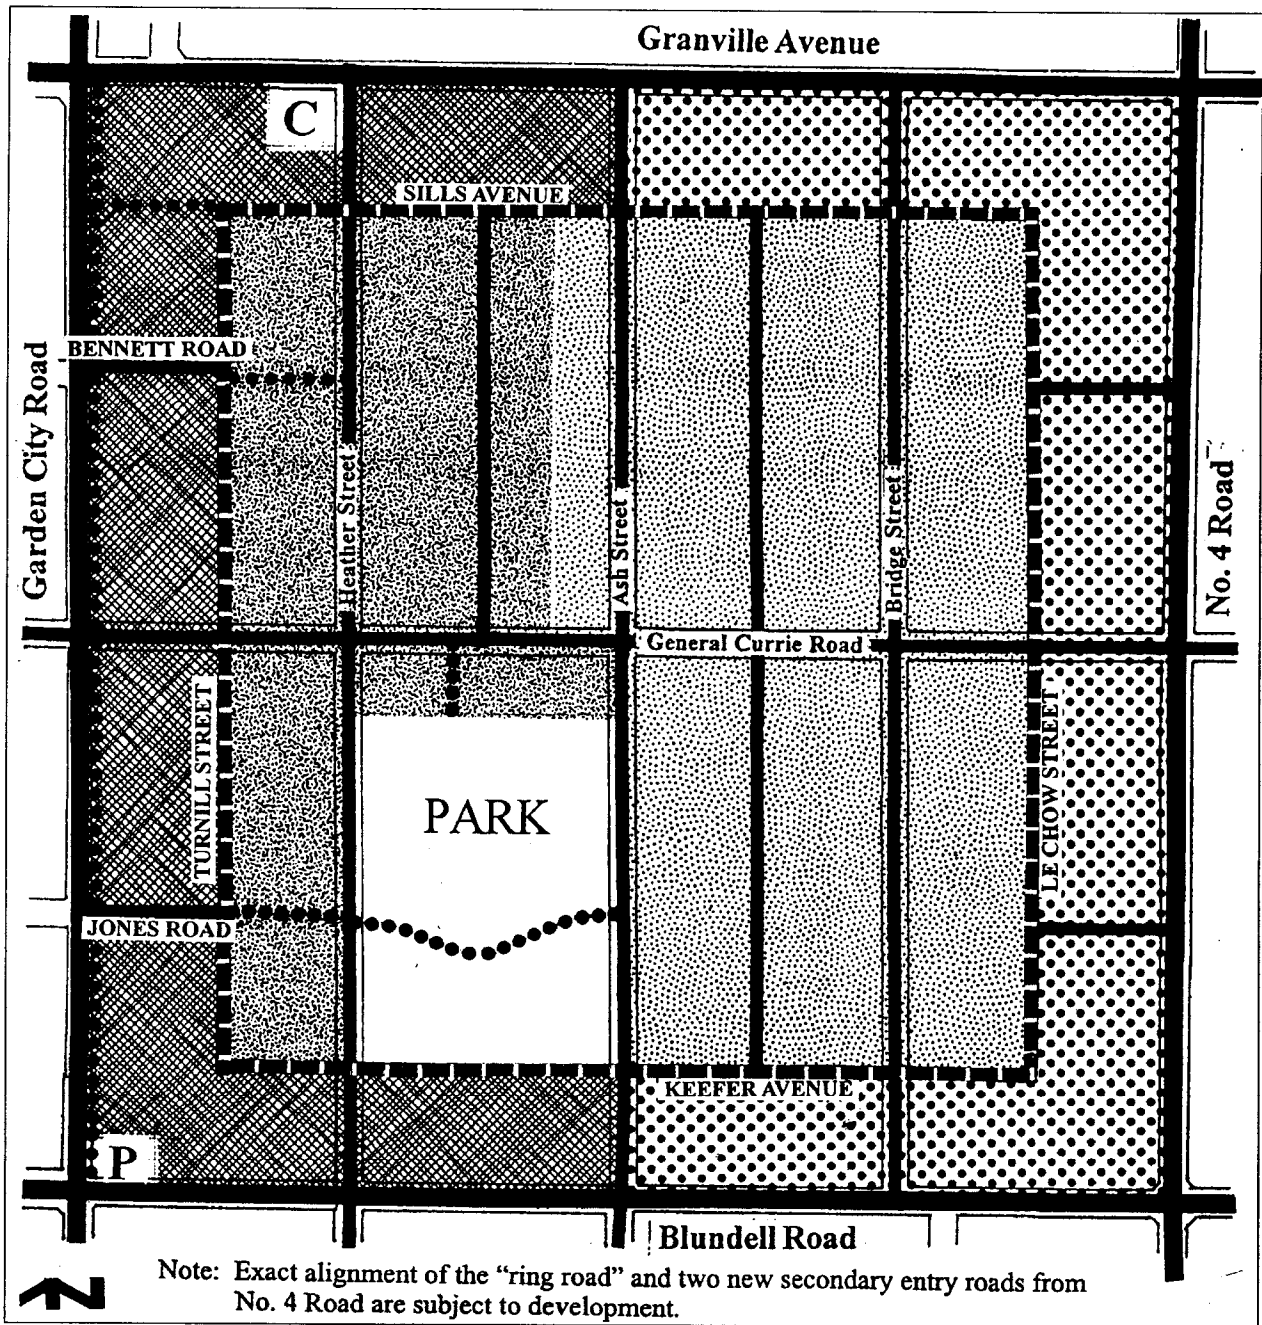 Granville Avenue
C
SILLS AVENUE
BENNETT ROAD
Garden City Road
Heather Street
Ash Street
Bridge Street
No. 4 Road
General Currie Road
TURNILL STREET
PARK
LE CHOW STREET
JONES ROAD
KEEFER AVENUE
P
Blundell Road
Note: Exact alignment of the "ring road" and two new secondary entry roads from
No. 4 Road are subject to development.
N